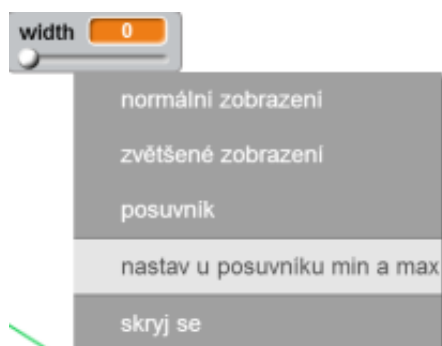 width 0
normální zobrazení
zvětšené zobrazení
posuvník
nastav u posuvníku min a max
skryj se